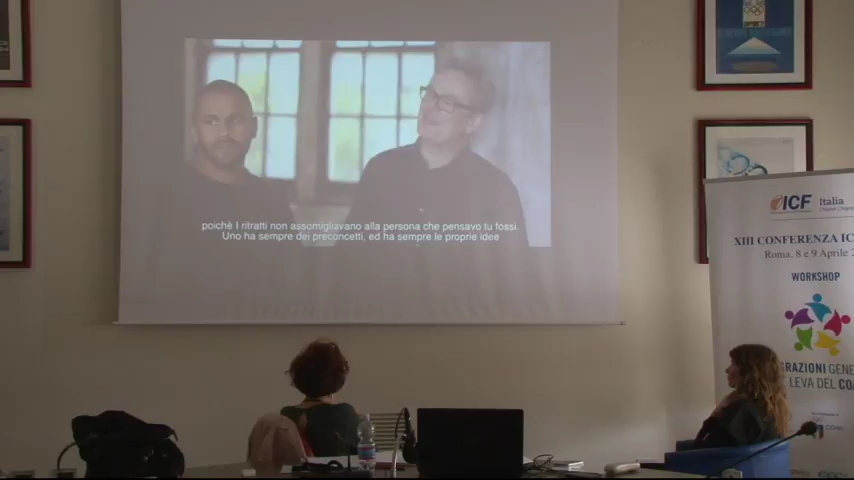 poichè I ritratti non assomigliavano alla persona che pensavo tu fossi.
Uno ha sempre dei preconcetti, ed ha sempre le proprie idee
ICF Italia
XIII CONFERENZA IC
Roma, 8 e 9 Aprile 2
WORKSHOP
RAZIONI GENE
LEVA DEL CO
CONI